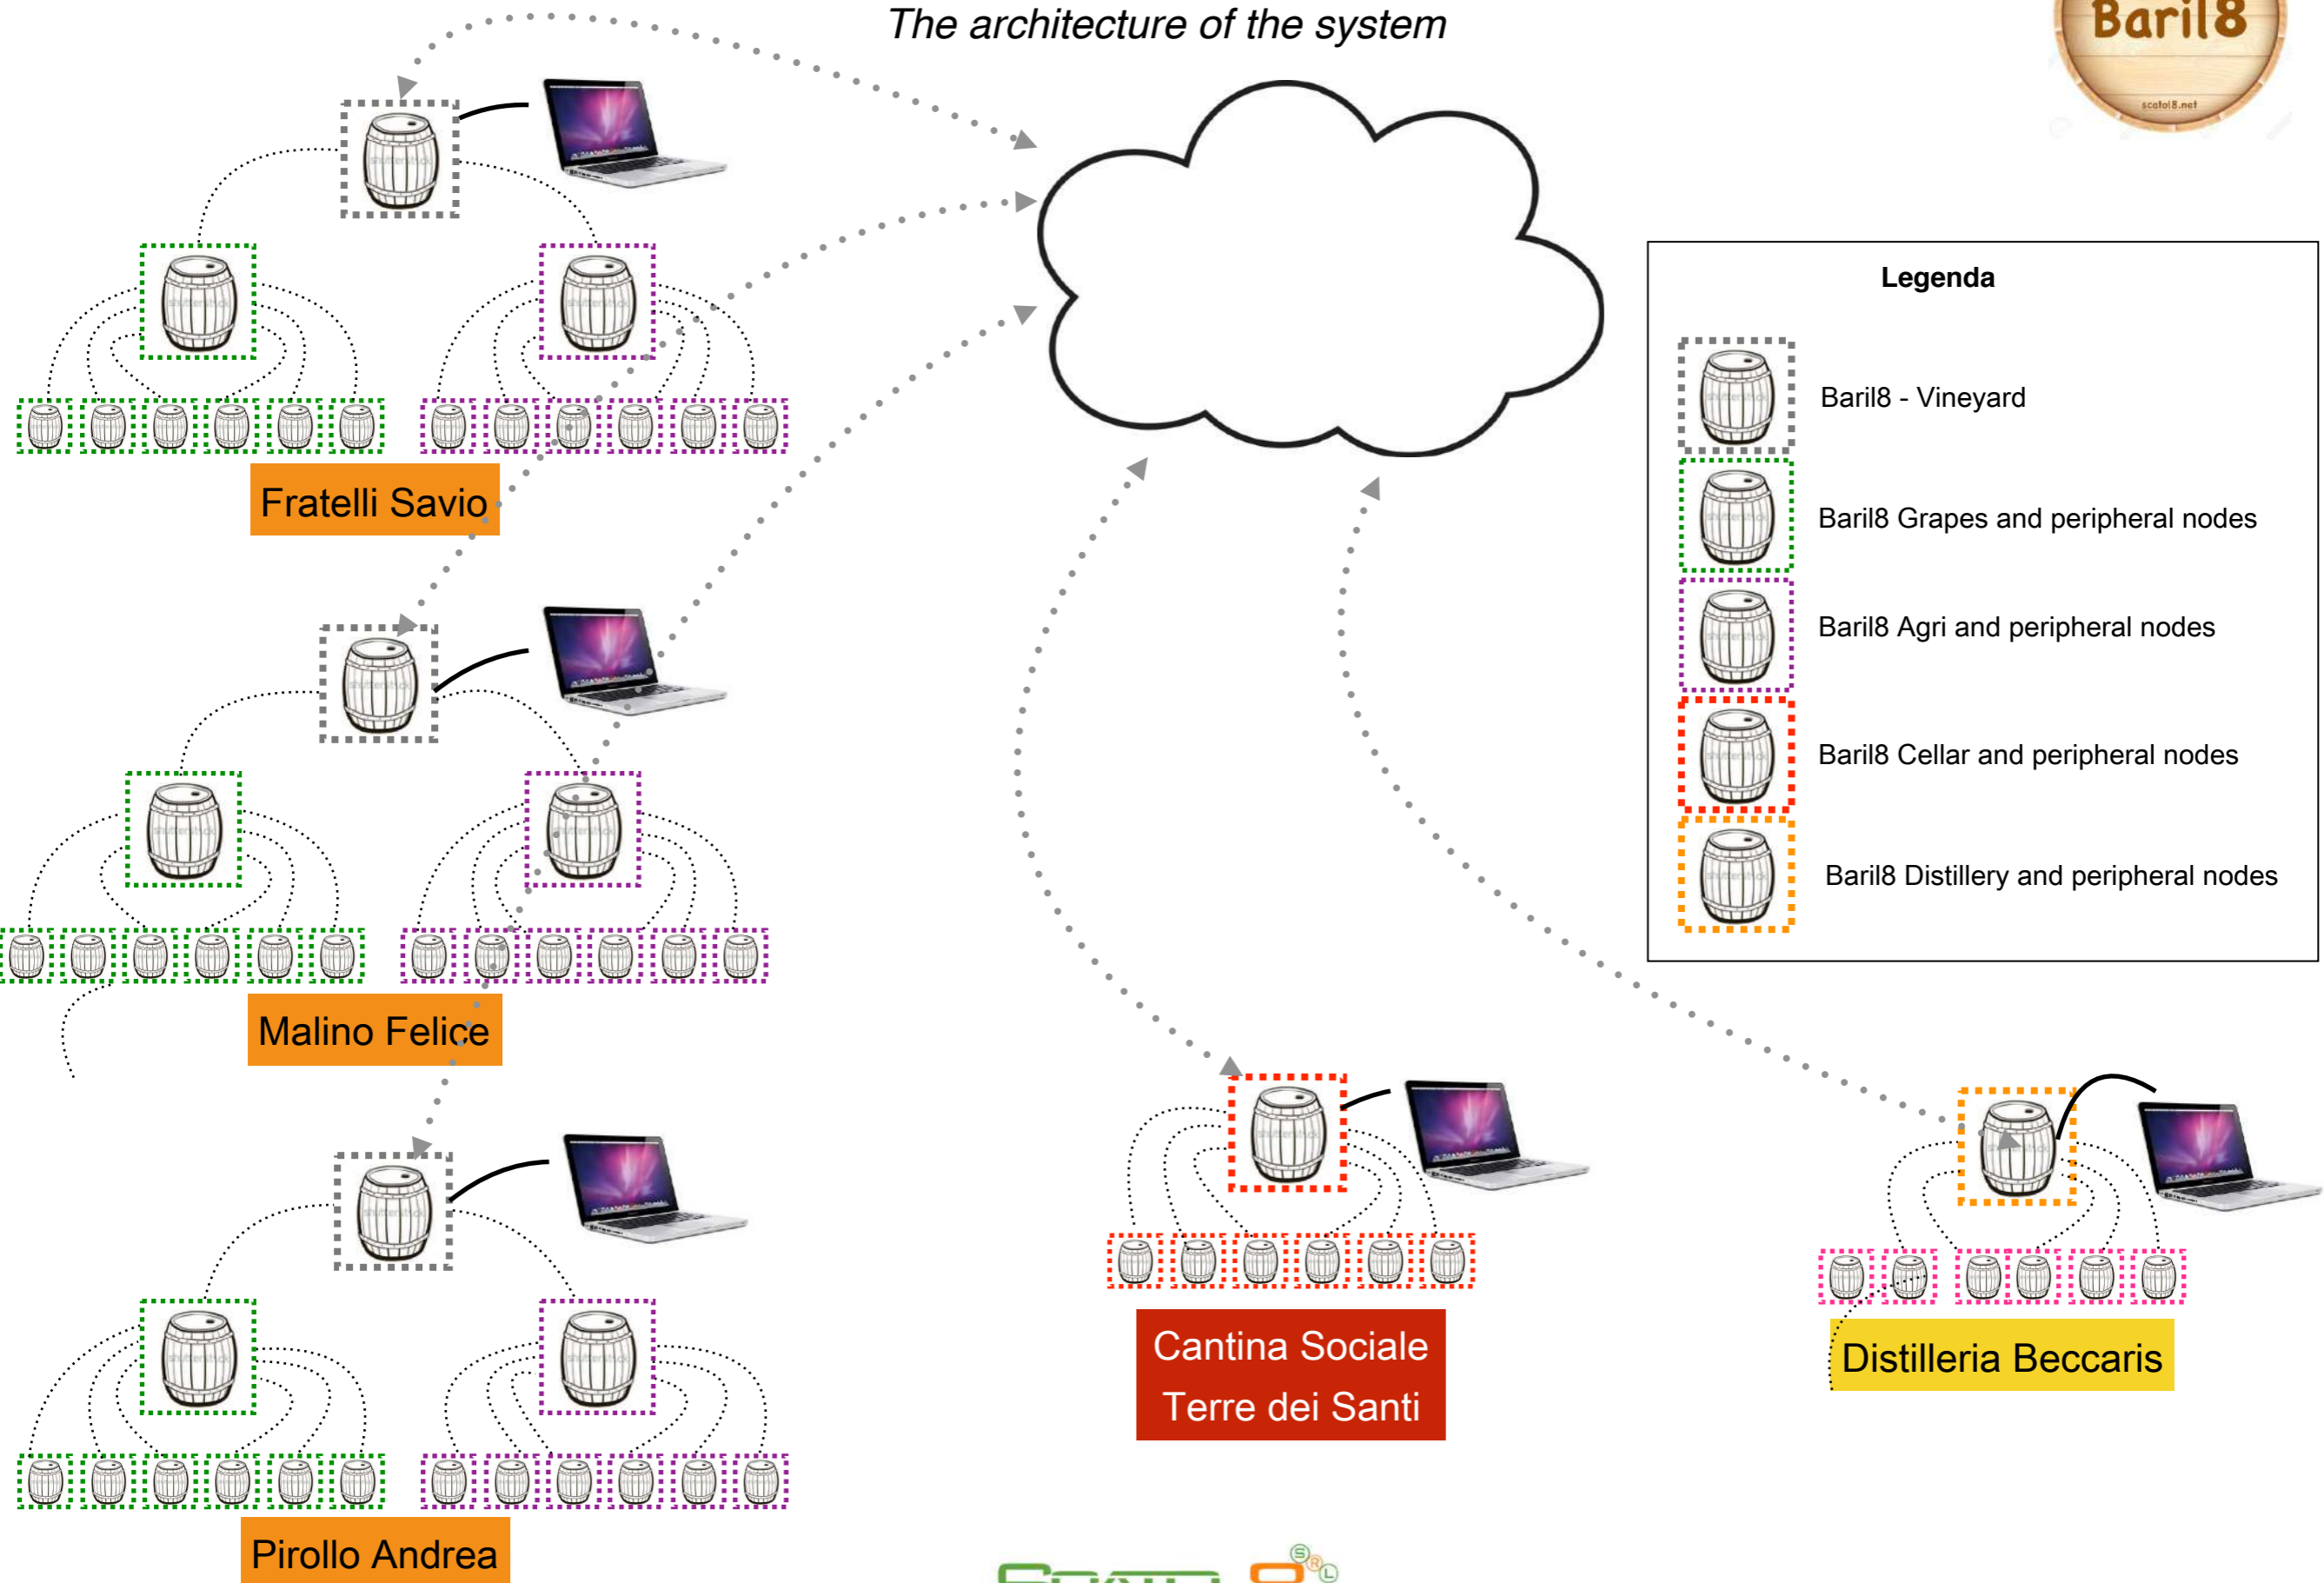 The architecture of the system
Baril8
scatol8.net
Legenda
Baril8 - Vineyard
Baril8 Grapes and peripheral nodes
Baril8 Agri and peripheral nodes
Baril8 Cellar and peripheral nodes
Baril8 Distillery and peripheral nodes
Fratelli Savio
Malino Felice
Cantina Sociale
Terre dei Santi
Distilleria Beccaris
Pirollo Andrea
SRL